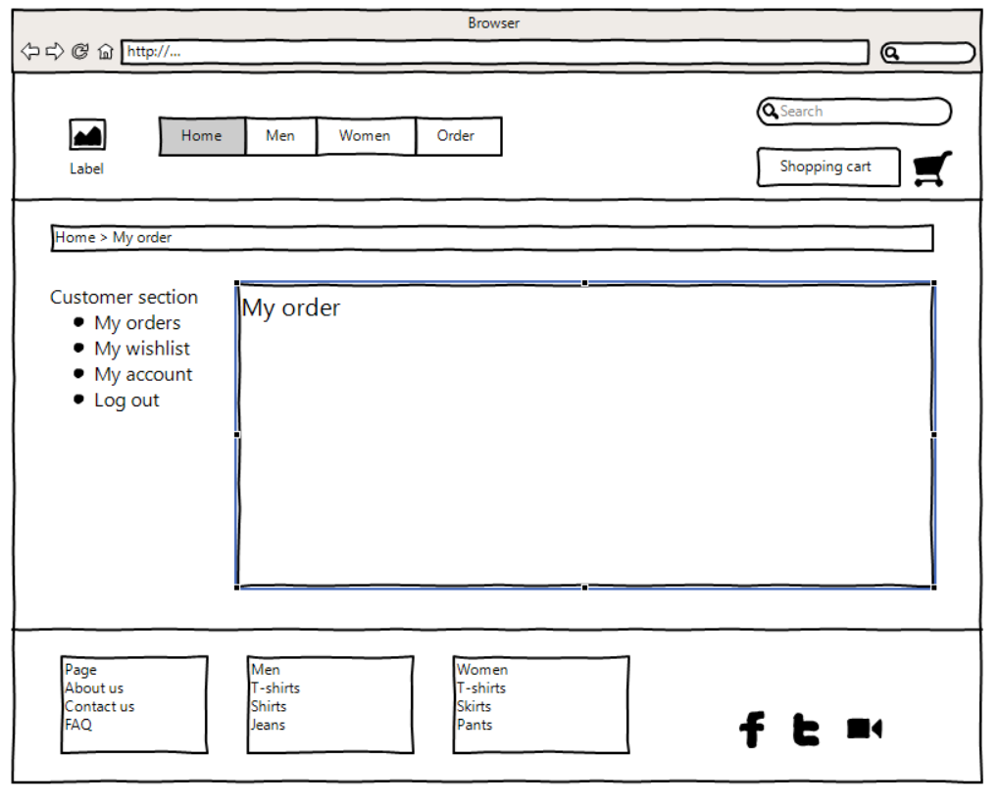 Browser
http://...
Search
Home Men Women Order
Shopping cart
Label
Home > My order
Customer section
My orders
My wishlist
My account
Log out
My order
Page
About us
Contact us
FAQ
Men
T-shirts
Shirts
Jeans
Women
T-shirts
Skirts
Pants